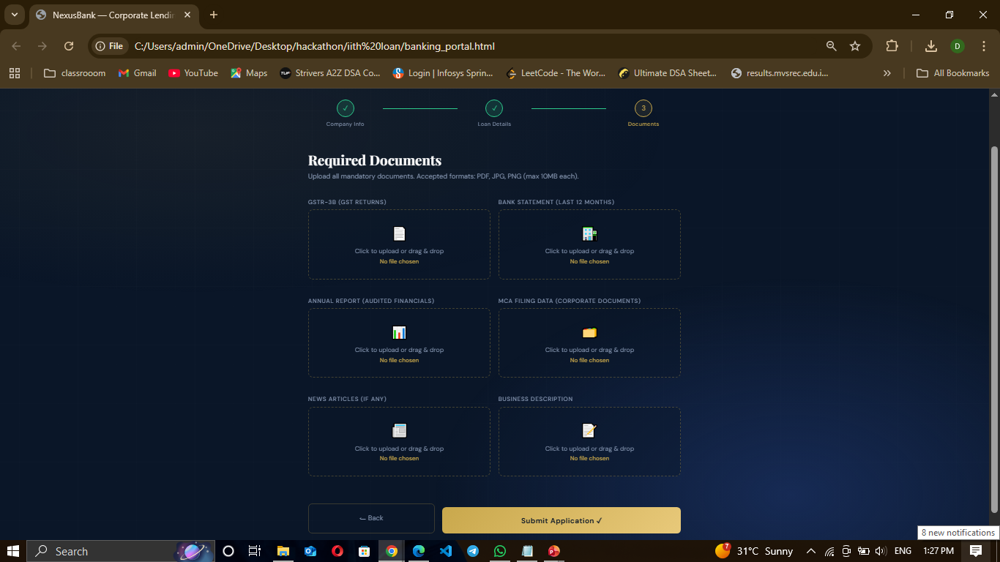 NexusBank — Corporate Lendin
File
C:/Users/admin/OneDrive/Desktop/hackathon/iith%20loan/banking_portal.html
D
classrooom
Gmail
YouTube
Maps
TUF
Strivers A2Z DSA Co...
Login | Infosys Sprin...
LeetCode - The Wor...
Ultimate DSA Sheet...
results.mvsrec.edu.i...
All Bookmarks
✓ ✓ 3
Company Info Loan Details Documents
Required Documents
Upload all mandatory documents. Accepted formats: PDF, JPG, PNG (max 10MB each).
GSTR-3B (GST RETURNS)
Click to upload or drag & drop
No file chosen
BANK STATEMENT (LAST 12 MONTHS)
Click to upload or drag & drop
No file chosen
ANNUAL REPORT (AUDITED FINANCIALS)
Click to upload or drag & drop
No file chosen
MCA FILING DATA (CORPORATE DOCUMENTS)
Click to upload or drag & drop
No file chosen
NEWS ARTICLES (IF ANY)
Click to upload or drag & drop
No file chosen
BUSINESS DESCRIPTION
Click to upload or drag & drop
No file chosen
← Back
Submit Application ✓
8 new notifications
Search
7
31°C Sunny
ENG
1:27 PM